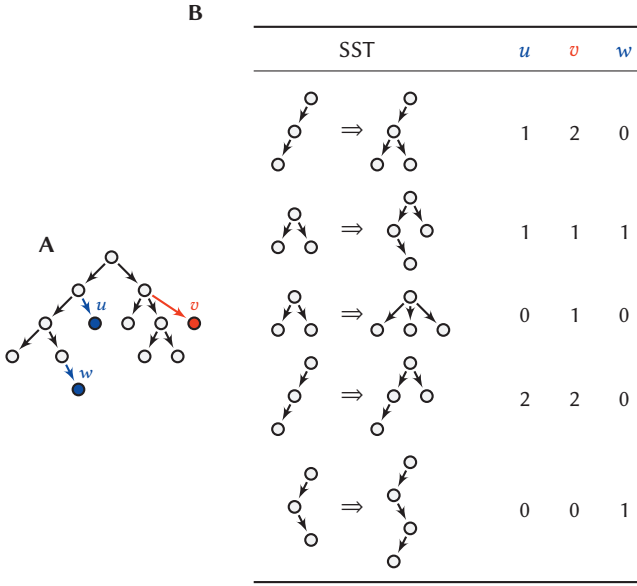 B
SST u v w
⇒ 1 2 0
⇒ 1 1 1
A
u
v
⇒ 0 1 0
w
⇒ 2 2 0
⇒ 0 0 1